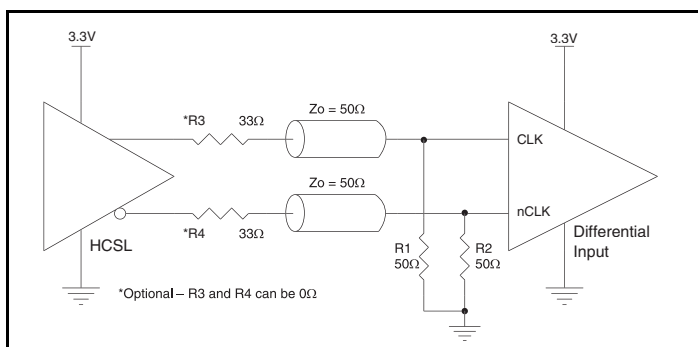 3.3V
3.3V
*R3
33Ω
Zo = 50Ω
CLK
Zo = 50Ω
nCLK
HCSL
*R4
33Ω
R1
50Ω
R2
50Ω
Differential
Input
*Optional – R3 and R4 can be 0Ω